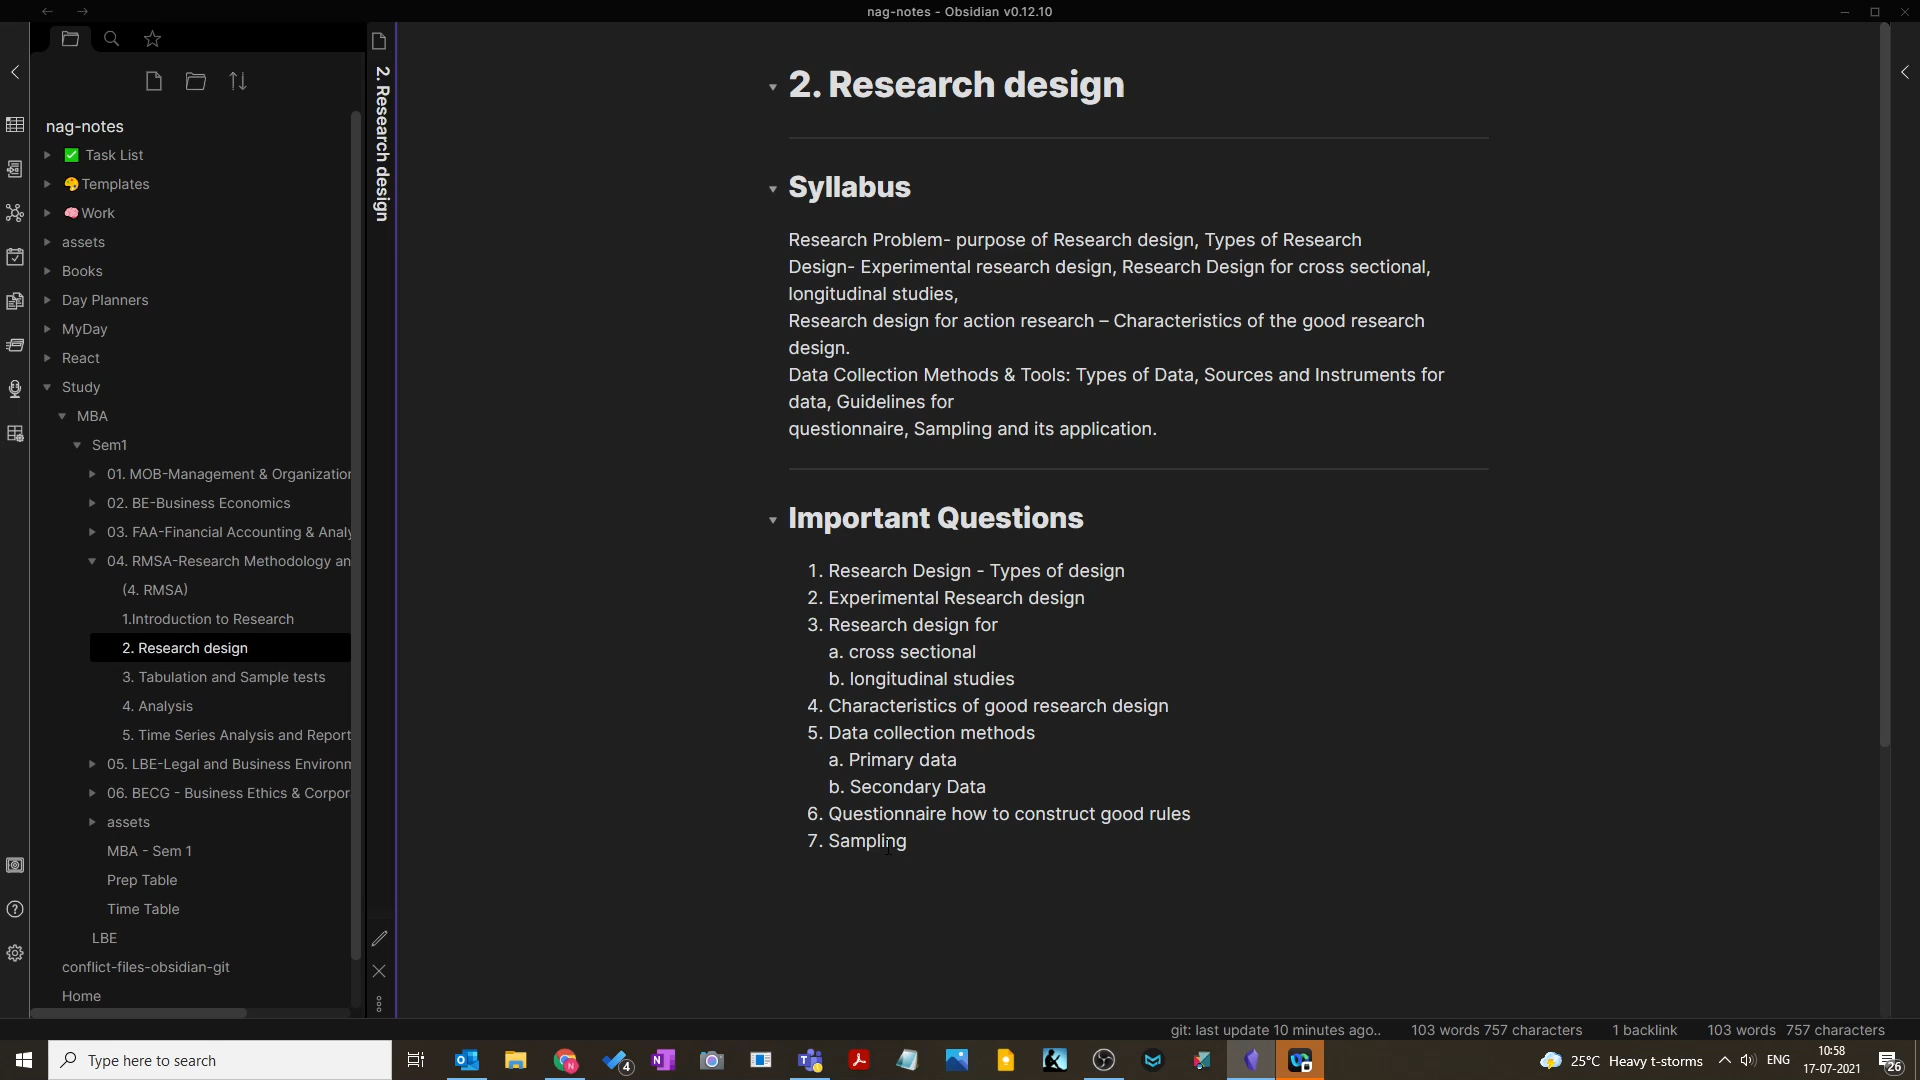 nag-notes - Obsidian v0.12.10
nag-notes
Task List
Templates
Work
assets
Books
Day Planners
MyDay
React
Study
MBA
Sem1
01. MOB-Management & Organization
02. BE-Business Economics
03. FAA-Financial Accounting & Analy
04. RMSA-Research Methodology an
(4. RMSA)
1.Introduction to Research
2. Research design
3. Tabulation and Sample tests
4. Analysis
5. Time Series Analysis and Report
05. LBE-Legal and Business Environm
06. BECG - Business Ethics & Corpor
assets
MBA - Sem 1
Prep Table
Time Table
LBE
conflict-files-obsidian-git
Home
2. Research design
2. Research design
Syllabus
Research Problem- purpose of Research design, Types of Research
Design- Experimental research design, Research Design for cross sectional,
longitudinal studies,
Research design for action research – Characteristics of the good research
design.
Data Collection Methods & Tools: Types of Data, Sources and Instruments for
data, Guidelines for
questionnaire, Sampling and its application.
Important Questions
1. Research Design - Types of design
2. Experimental Research design
3. Research design for
a. cross sectional
b. longitudinal studies
4. Characteristics of good research design
5. Data collection methods
a. Primary data
b. Secondary Data
6. Questionnaire how to construct good rules
7. Sampling
git: last update 10 minutes ago.. 103 words 757 characters 1 backlink 103 words 757 characters
Type here to search
4
25°C Heavy t-storms
ENG
10:58
17-07-2021
26